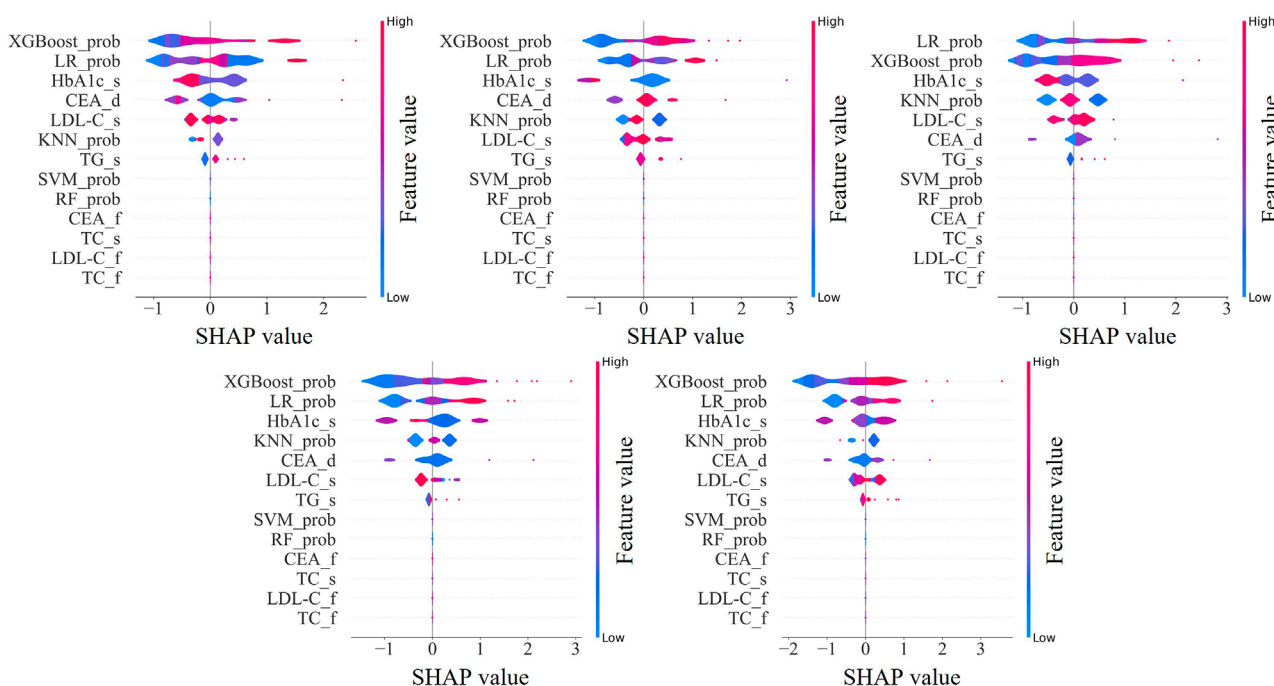 High
XGBoost_prob
LR_prob
HbA1c_s
CEA_d
LDL-C_s
KNN_prob
TG_s
SVM_prob
RF_prob
CEA_f
TC_s
LDL-C_f
TC_f
Low
−1 0 1 2
SHAP value
Feature value
High
XGBoost_prob
LR_prob
HbA1c_s
CEA_d
KNN_prob
LDL-C_s
TG_s
SVM_prob
RF_prob
CEA_f
TC_s
LDL-C_f
TC_f
Low
−1 0 1 2 3
SHAP value
Feature value
High
LR_prob
XGBoost_prob
HbA1c_s
KNN_prob
LDL-C_s
CEA_d
TG_s
SVM_prob
RF_prob
CEA_f
TC_s
LDL-C_f
TC_f
Low
−1 0 1 2 3
SHAP value
Feature value
High
XGBoost_prob
LR_prob
HbA1c_s
KNN_prob
CEA_d
LDL-C_s
TG_s
SVM_prob
RF_prob
CEA_f
TC_s
LDL-C_f
TC_f
Low
−1 0 1 2 3
SHAP value
Feature value
High
XGBoost_prob
LR_prob
HbA1c_s
KNN_prob
CEA_d
LDL-C_s
TG_s
SVM_prob
RF_prob
CEA_f
TC_s
LDL-C_f
TC_f
Low
−2 −1 0 1 2 3
SHAP value
Feature value